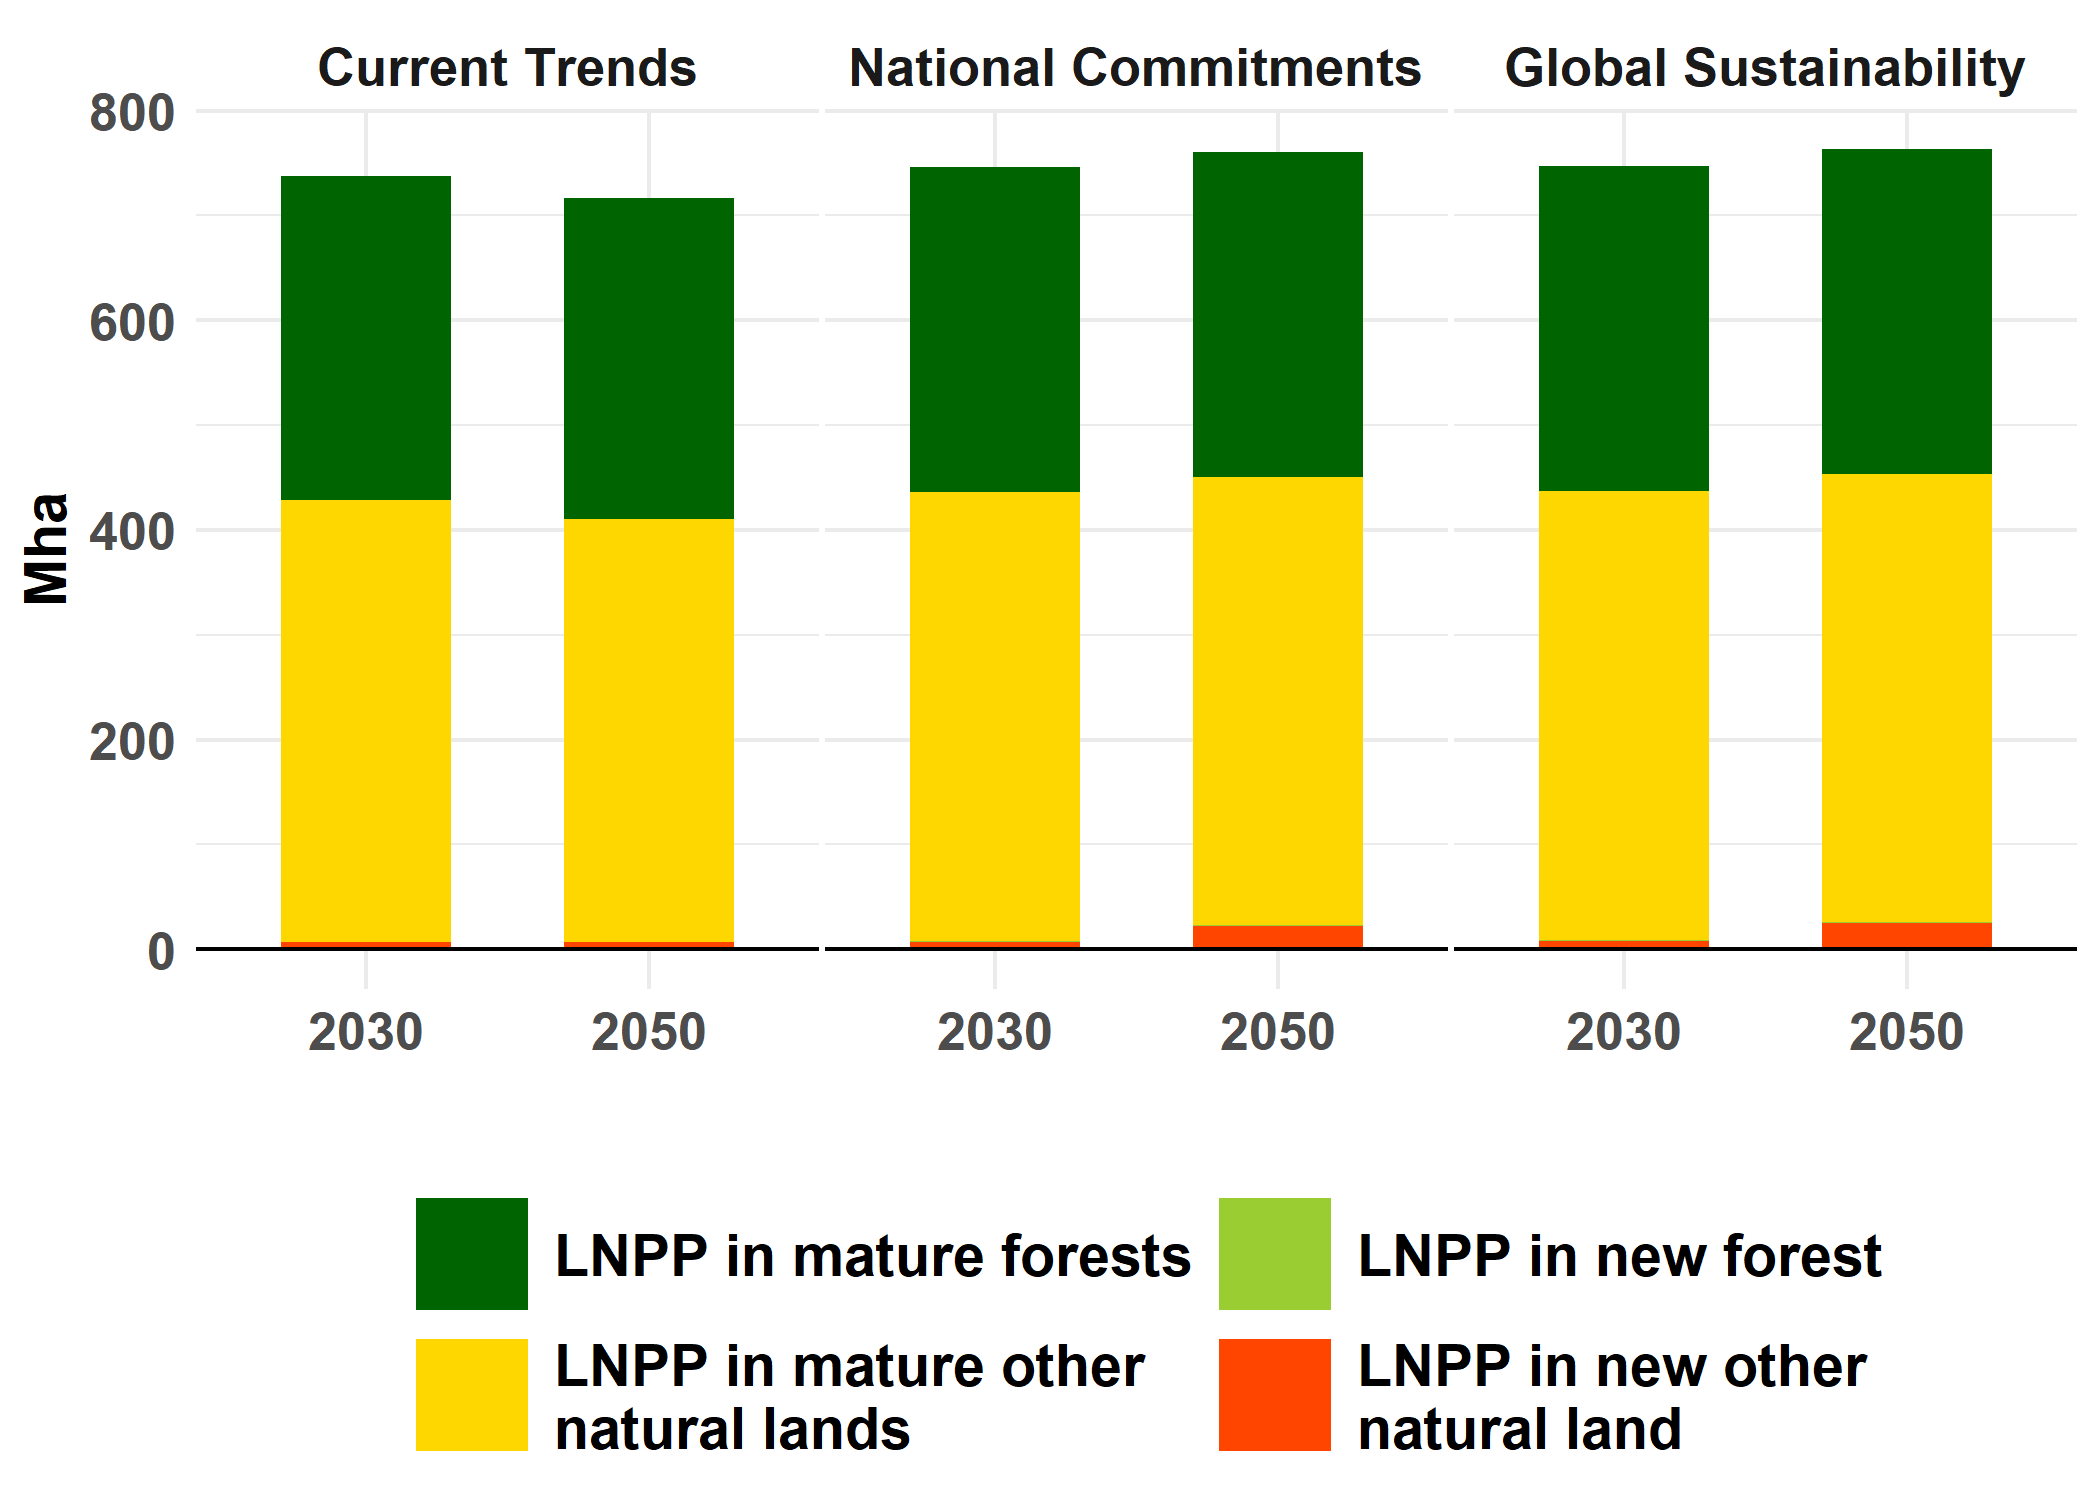 Current Trends
National Commitments
Global Sustainability
Mha
800
600
400
200
0
2030
2050
2030
2050
2030
2050
LNPP in mature forests
LNPP in new forest
LNPP in mature other
natural lands
LNPP in new other
natural land